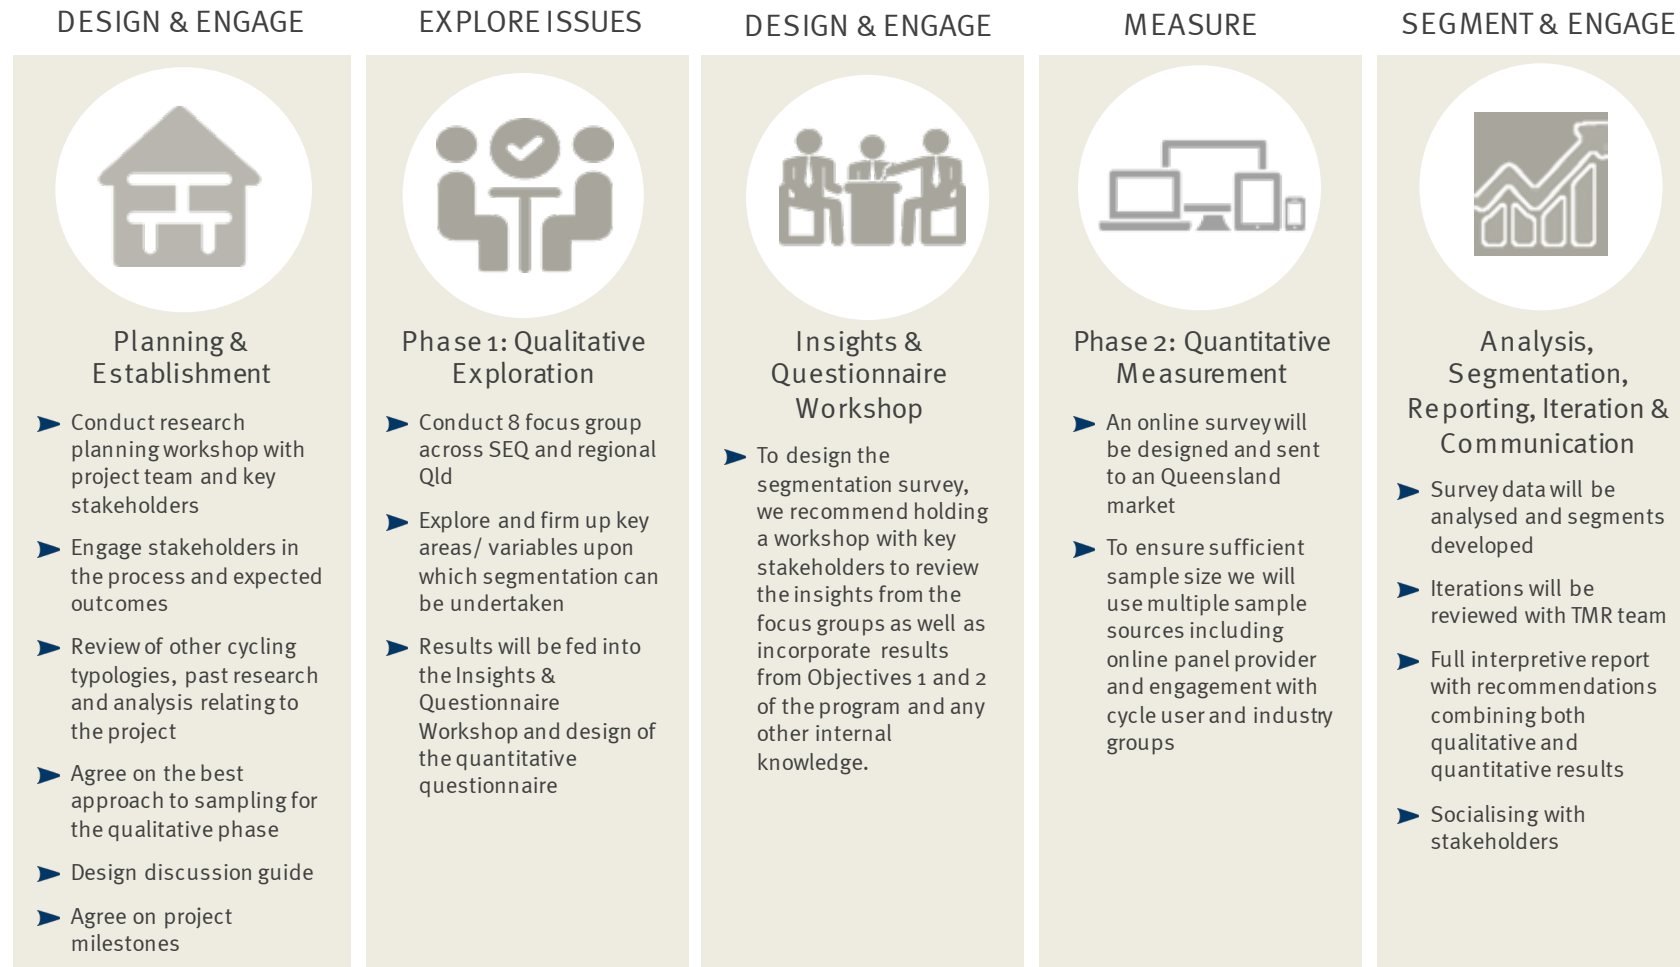 DESIGN & ENGAGE
Planning &
Establishment
Conduct research
planning workshop with
project team and key
stakeholders
Engage stakeholders in
the process and expected
outcomes
Review of other cycling
typologies, past research
and analysis relating to
the project
Agree on the best
approach to sampling for
the qualitative phase
Design discussion guide
Agree on project
milestones
EXPLORE ISSUES
Phase 1: Qualitative
Exploration
Conduct 8 focus group
across SEQ and regional
Qld
Explore and firm up key
areas/ variables upon
which segmentation can
be undertaken
Results will be fed into
the Insights &
Questionnaire
Workshop and design of
the quantitative
questionnaire
DESIGN & ENGAGE
Insights &
Questionnaire
Workshop
To design the
segmentation survey,
we recommend holding
a workshop with key
stakeholders to review
the insights from the
focus groups as well as
incorporate results
from Objectives 1 and 2
of the program and any
other internal
knowledge.
MEASURE
Phase 2: Quantitative
Measurement
An online survey will
be designed and sent
to an Queensland
market
To ensure sufficient
sample size we will
use multiple sample
sources including
online panel provider
and engagement with
cycle user and industry
groups
SEGMENT & ENGAGE
Analysis,
Segmentation,
Reporting, Iteration &
Communication
Survey data will be
analysed and segments
developed
Iterations will be
reviewed with TMR team
Full interpretive report
with recommendations
combining both
qualitative and
quantitative results
Socialising with
stakeholders